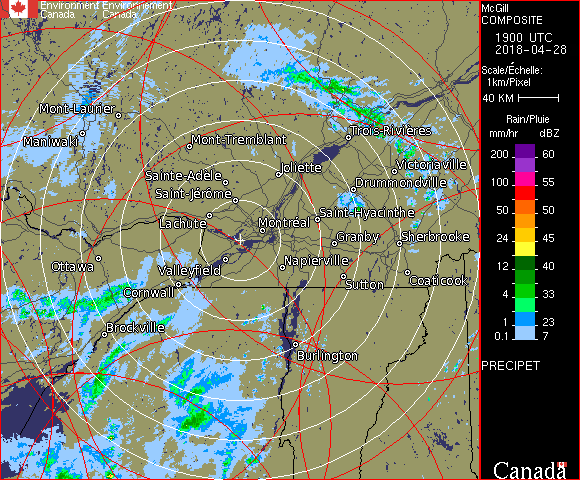 Environment Environnement
Canada Canada
McGill
COMPOSITE
1900 UTC
2018-04-28
Scale/Échelle:
1km/Pixel
40 KM
Rain/Pluie
mm/hr dBZ
200 60
150 57
100 55
50 50
24 45
12 40
4 33
1 23
0.1 7
PRECIPET
Canada
Mont-Laurier
Maniwaki
Mont-Tremblant
Trois-Rivières
Sainte-Adèle
Joliette
Victoriaville
Saint-Jérôme
Drummondville
Lachute
Montréal
Saint-Hyacinthe
Granby
Sherbrooke
Ottawa
Valleyfield
Napierville
Cornwall
Sutton
Coaticook
Brockville
Burlington